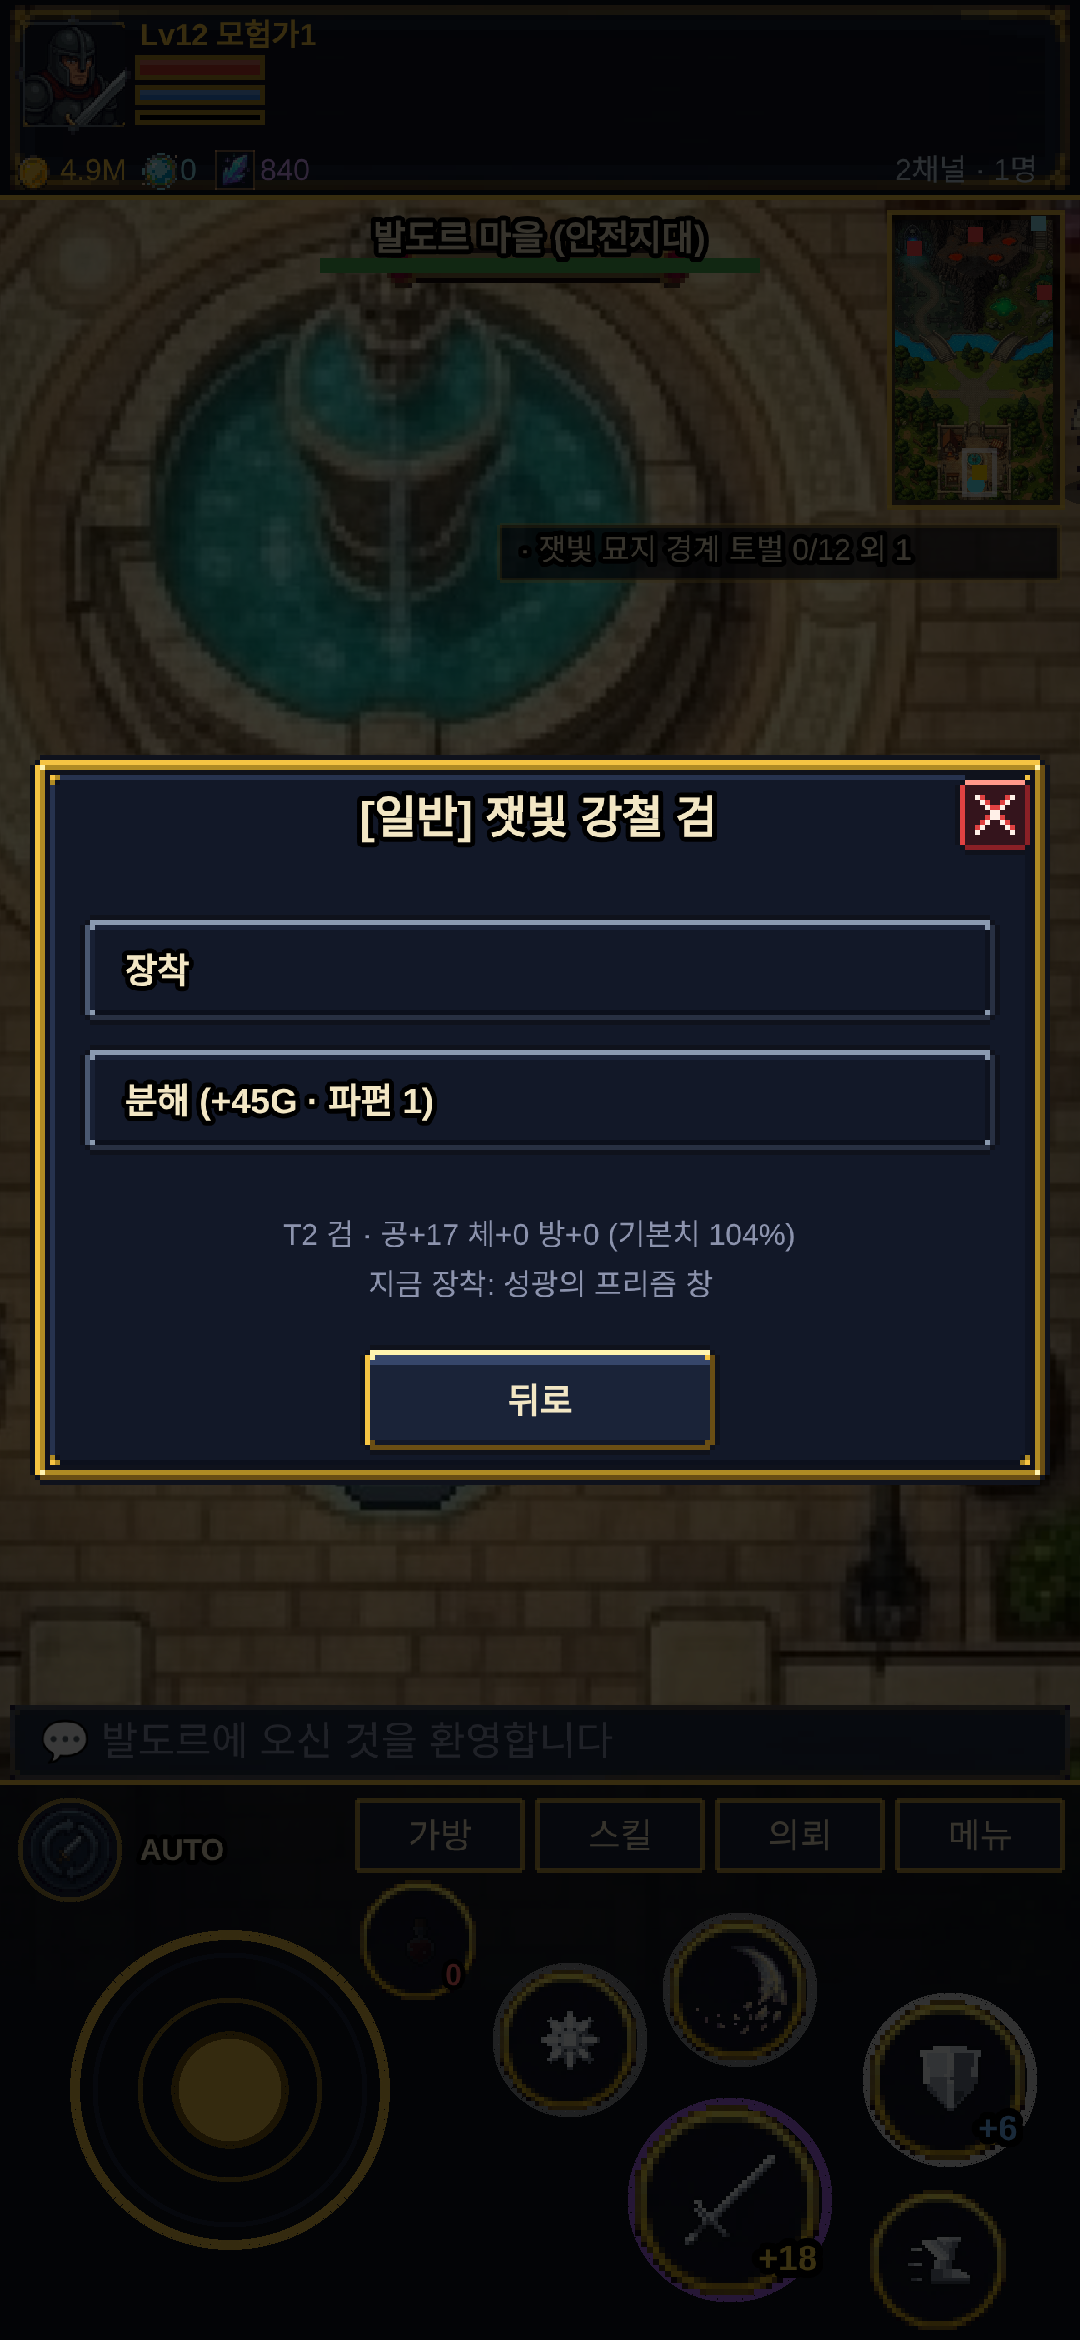 Lv12 모험가1
4.9M 0 840 2채널 · 1명
발도르 마을 (안전지대)
· 잿빛 묘지 경계 토벌 0/12 외 1
[일반] 잿빛 강철 검
장착
분해 (+45G · 파편 1)
T2 검 · 공+17 체+0 방+0 (기본치 104%)
지금 장착: 성광의 프리즘 창
뒤로
발도르에 오신 것을 환영합니다
AUTO
가방 스킬 의뢰 메뉴
0
+6
+18